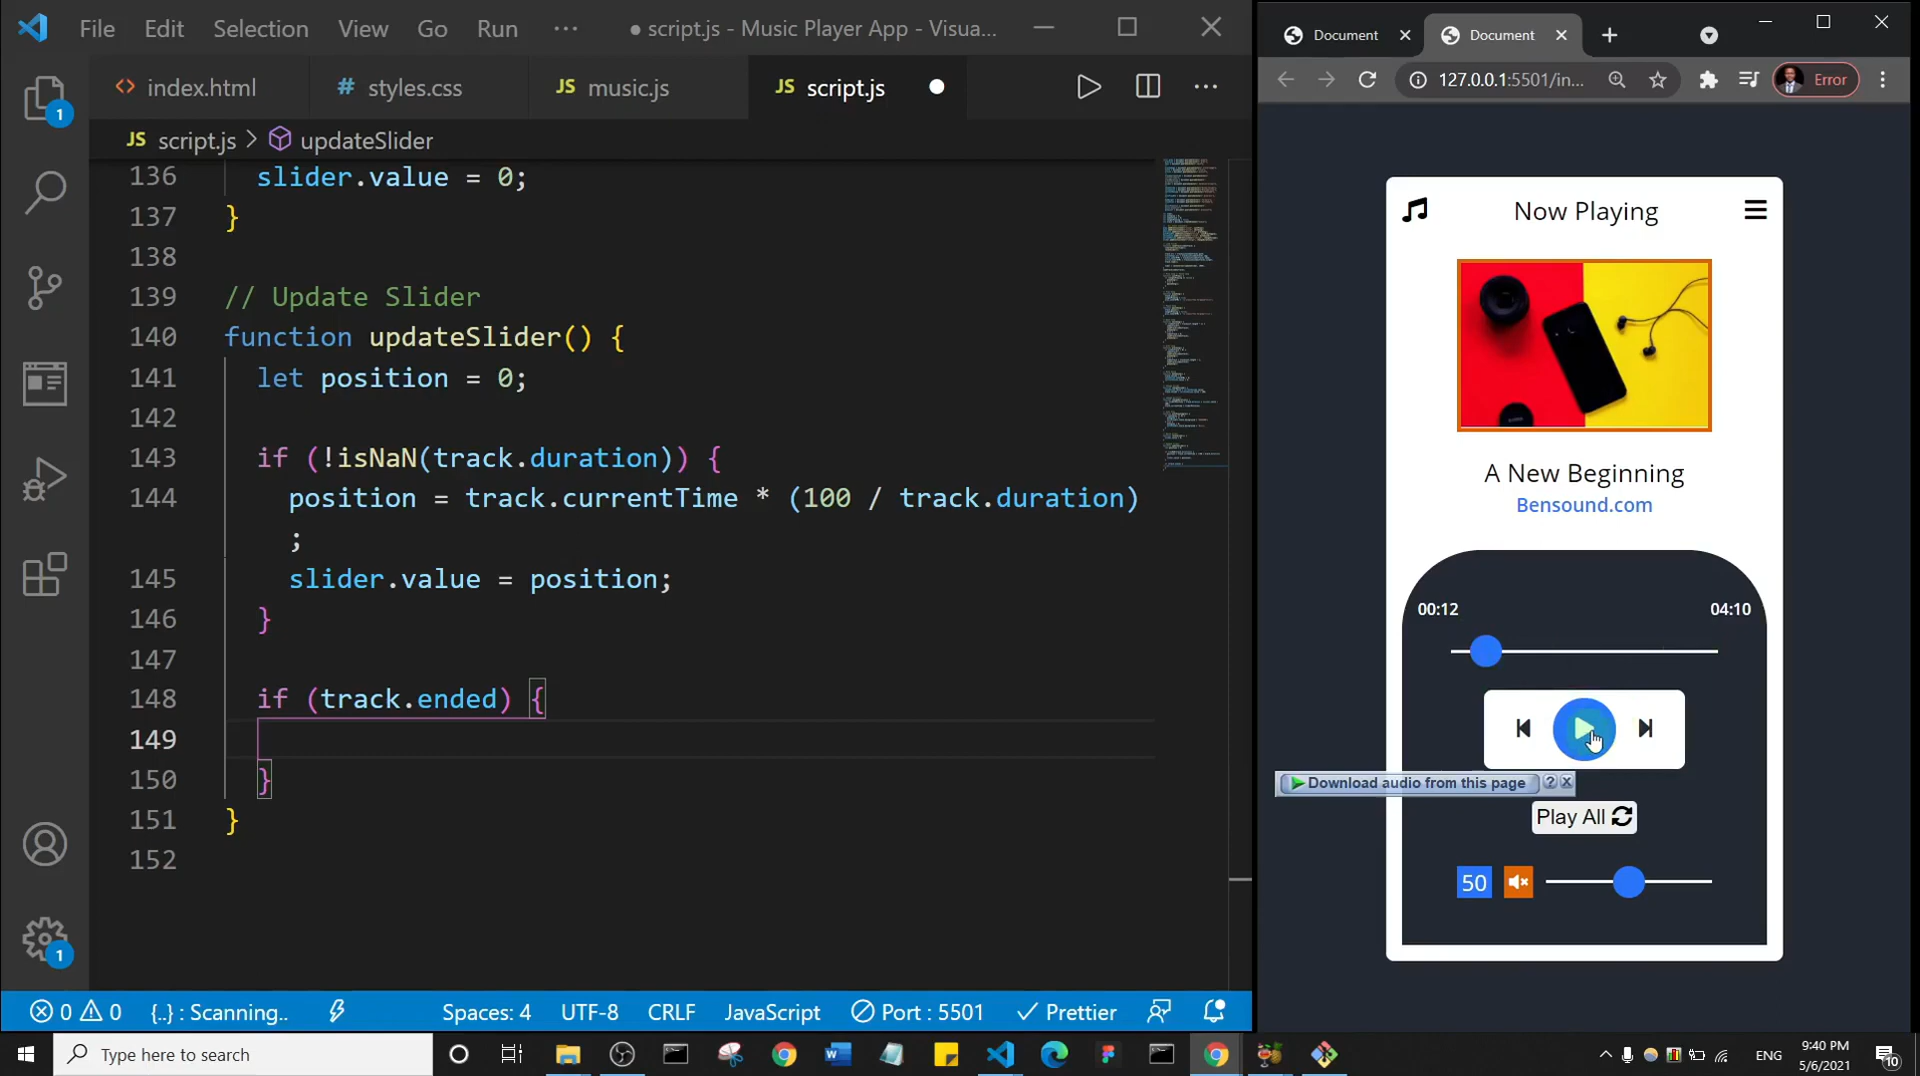 File Edit Selection View Go Run ··· ● script.js - Music Player App - Visua...
index.html # styles.css JS music.js JS script.js ●
JS script.js > updateSlider
136 slider.value = 0;
137 }
138
139 // Update Slider
140 function updateSlider() {
141 let position = 0;
142
143 if (!isNaN(track.duration)) {
144 position = track.currentTime * (100 / track.duration)
;
145 slider.value = position;
146 }
147
148 if (track.ended) {
149
150 }
151 }
152
1
1
0 0 {..} : Scanning.. Spaces: 4 UTF-8 CRLF JavaScript Port : 5501 Prettier
Document Document
127.0.0.1:5501/in... Error
Now Playing
A New Beginning
Bensound.com
00:12 04:10
Download audio from this page ?
Play All
50
Type here to search
ENG 9:40 PM
5/6/2021
10